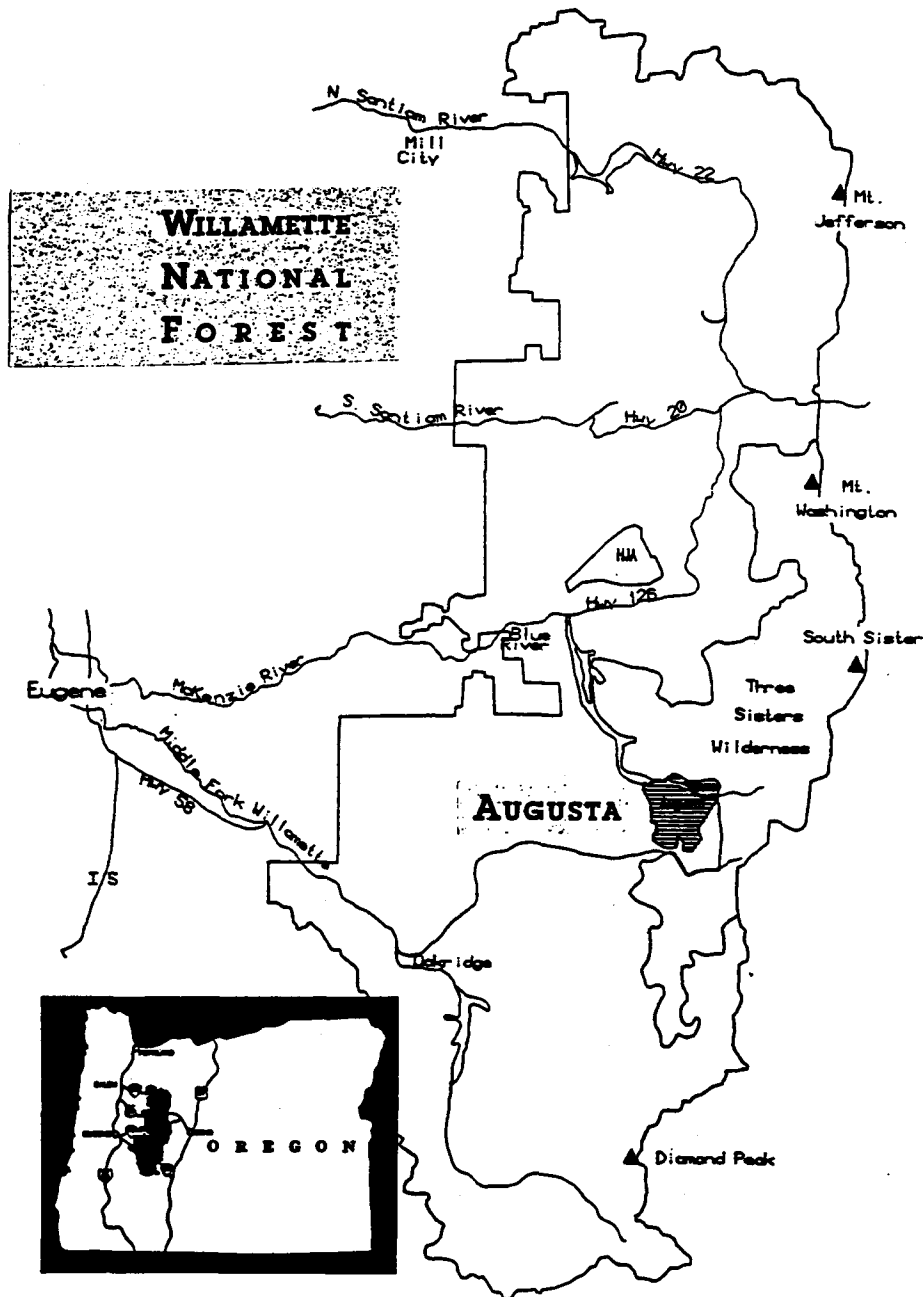 N Santiam River
Mill
City
Hwy 22
Mt.
Jefferson
WILLAMETTE
NATIONAL
FOREST
S. Santiam River
Hwy 20
Mt.
Washington
HJA
Hwy 126
Blue
River
South Sister
McKenzie River
Eugene
Three
Sisters
Wilderness
Middle Fork Willamette
Hwy 58
AUGUSTA
I5
Oakridge
OREGON
Diamond Peak